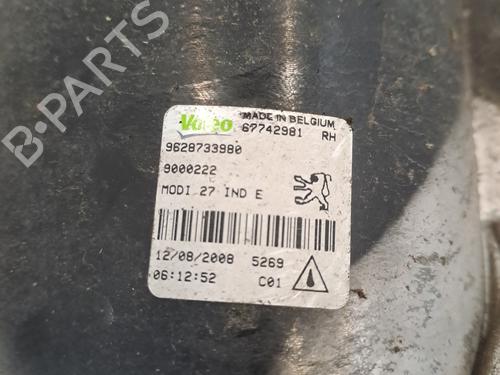 B-PARTS
Valeo MADE IN BELGIUM
67742981 RH
9628733980
9000222
MODI 27 IND E
12/08/2008 5269
06:12:52 C01